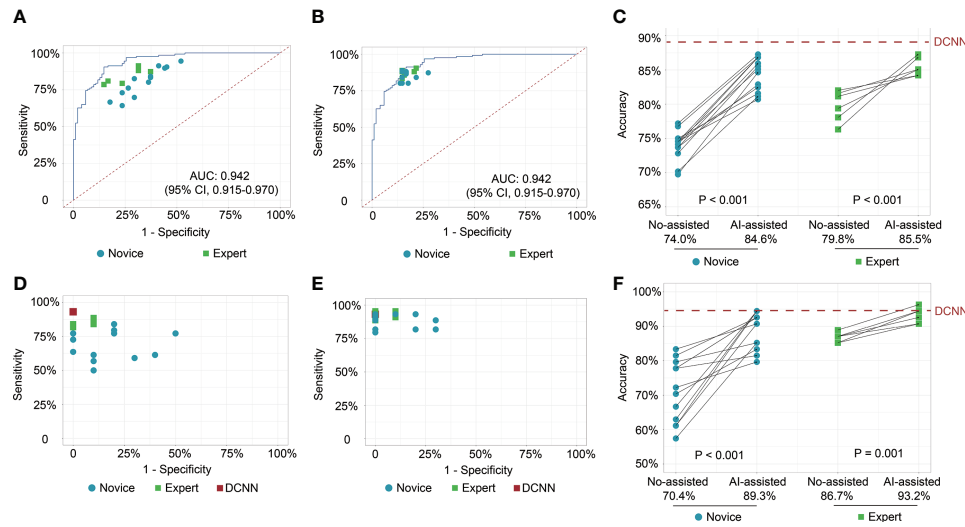 A
100%
75%
50%
25%
0
Sensitivity
AUC: 0.942
(95% CI, 0.915-0.970)
0
25%
50%
75%
100%
1 - Specificity
Novice
Expert
B
100%
75%
50%
25%
0
Sensitivity
AUC: 0.942
(95% CI, 0.915-0.970)
0
25%
50%
75%
100%
1 - Specificity
Novice
Expert
C
90%
85%
80%
75%
70%
65%
Accuracy
DCNN
P < 0.001
P < 0.001
No-assisted
AI-assisted
No-assisted
AI-assisted
74.0%
84.6%
79.8%
85.5%
Novice
Expert
D
100%
75%
50%
25%
0
Sensitivity
0
25%
50%
75%
100%
1 - Specificity
Novice
Expert
DCNN
E
100%
75%
50%
25%
0
Sensitivity
0
25%
50%
75%
100%
1 - Specificity
Novice
Expert
DCNN
F
100%
90%
80%
70%
60%
50%
Accuracy
DCNN
P < 0.001
P = 0.001
No-assisted
AI-assisted
No-assisted
AI-assisted
70.4%
89.3%
86.7%
93.2%
Novice
Expert